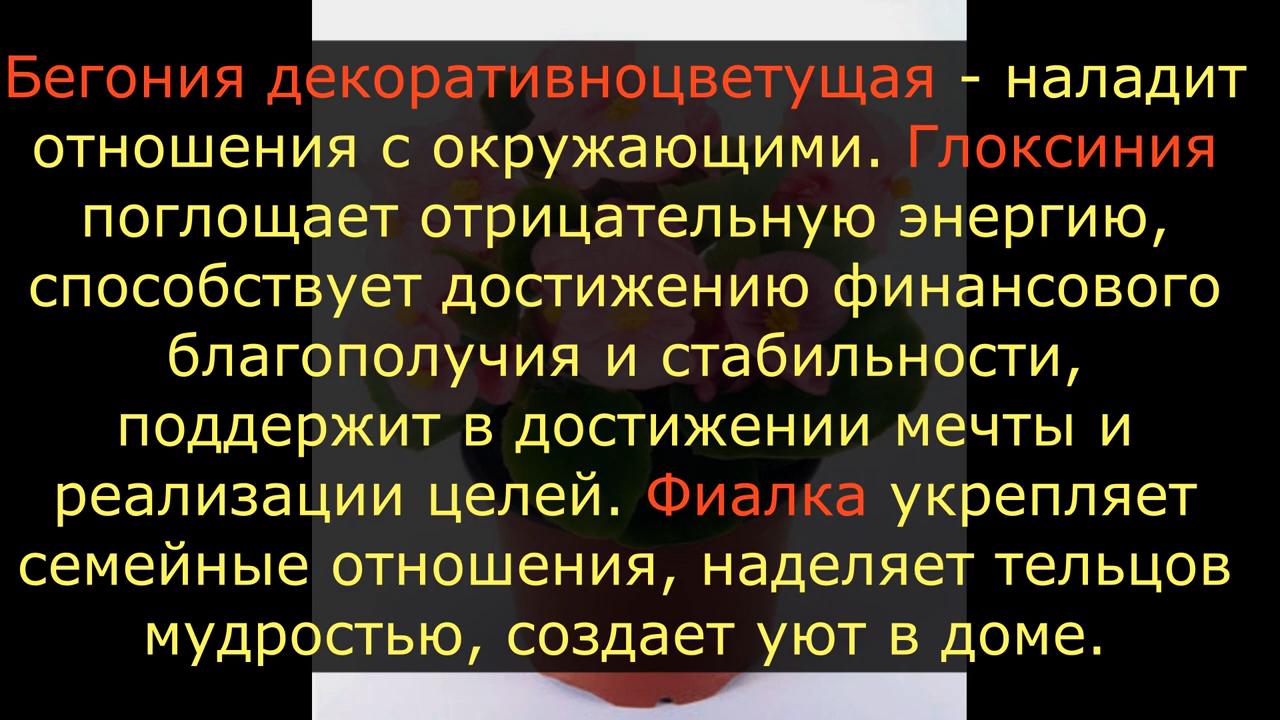 Бегония декоративноцветущая - наладит
отношения с окружающими. Глоксиния
поглощает отрицательную энергию,
способствует достижению финансового
благополучия и стабильности,
поддержит в достижении мечты и
реализации целей. Фиалка укрепляет
семейные отношения, наделяет тельцов
мудростью, создает уют в доме.